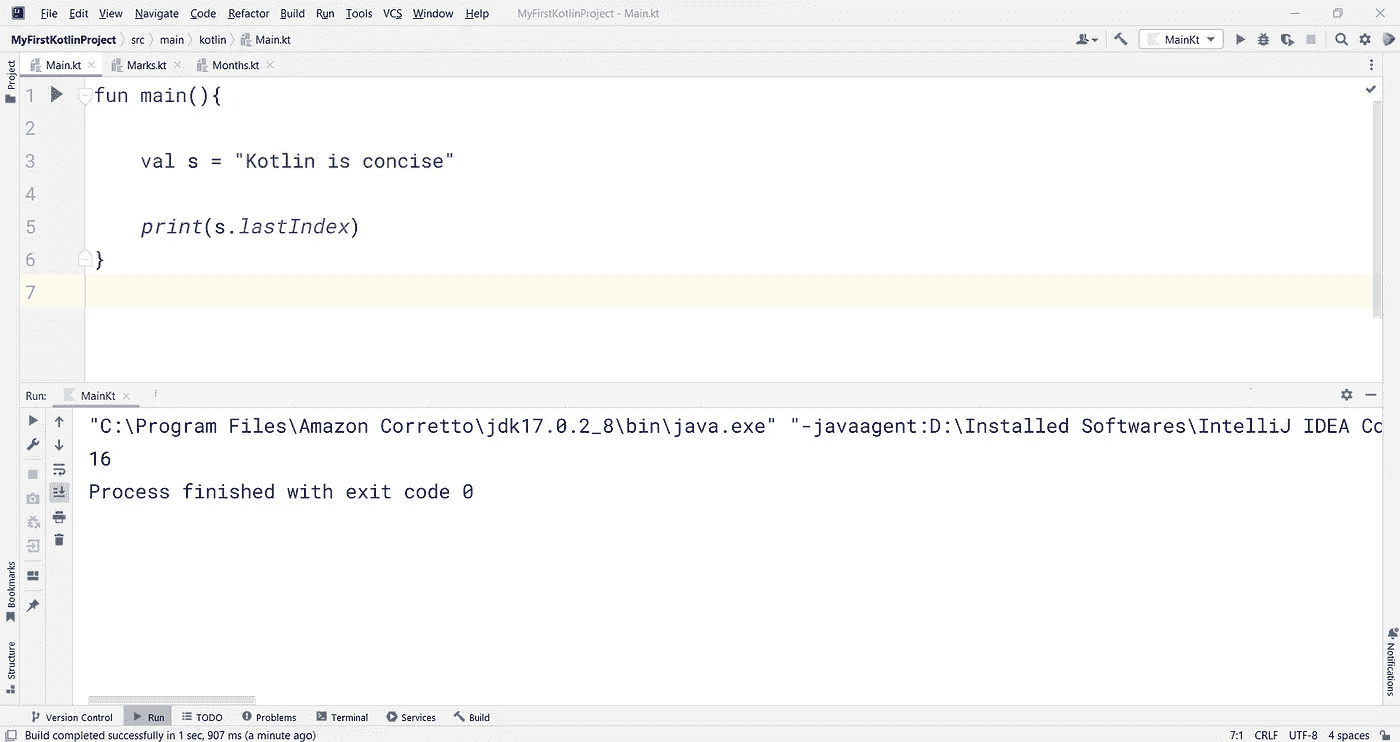 File Edit View Navigate Code Refactor Build Run Tools VCS Window Help MyFirstKotlinProject - Main.kt
MyFirstKotlinProject src main kotlin Main.kt MainKt
Project
Main.kt Marks.kt Months.kt
1 fun main(){
2
3 val s = "Kotlin is concise"
4
5 print(s.lastIndex)
6 }
7
Run: MainKt
"C:\Program Files\Amazon Corretto\jdk17.0.2_8\bin\java.exe" "-javaagent:D:\Installed Softwares\IntelliJ IDEA Co
16
Process finished with exit code 0
Bookmarks
Structure
Notifications
Version Control Run TODO Problems Terminal Services Build
Build completed successfully in 1 sec, 907 ms (a minute ago) 7:1 CRLF UTF-8 4 spaces